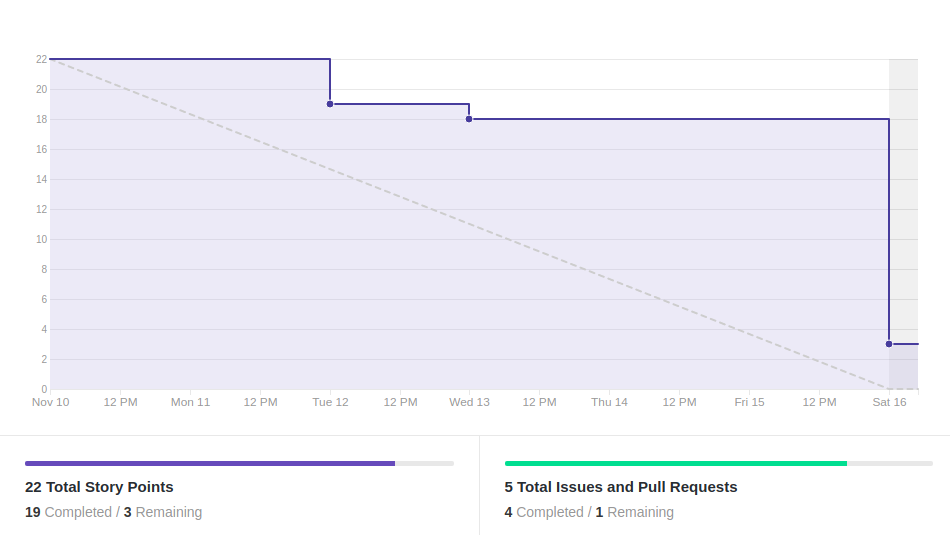 22
20
18
16
14
12
10
8
6
4
2
0
Nov 10 12 PM Mon 11 12 PM Tue 12 12 PM Wed 13 12 PM Thu 14 12 PM Fri 15 12 PM Sat 16
22 Total Story Points
19 Completed / 3 Remaining
5 Total Issues and Pull Requests
4 Completed / 1 Remaining